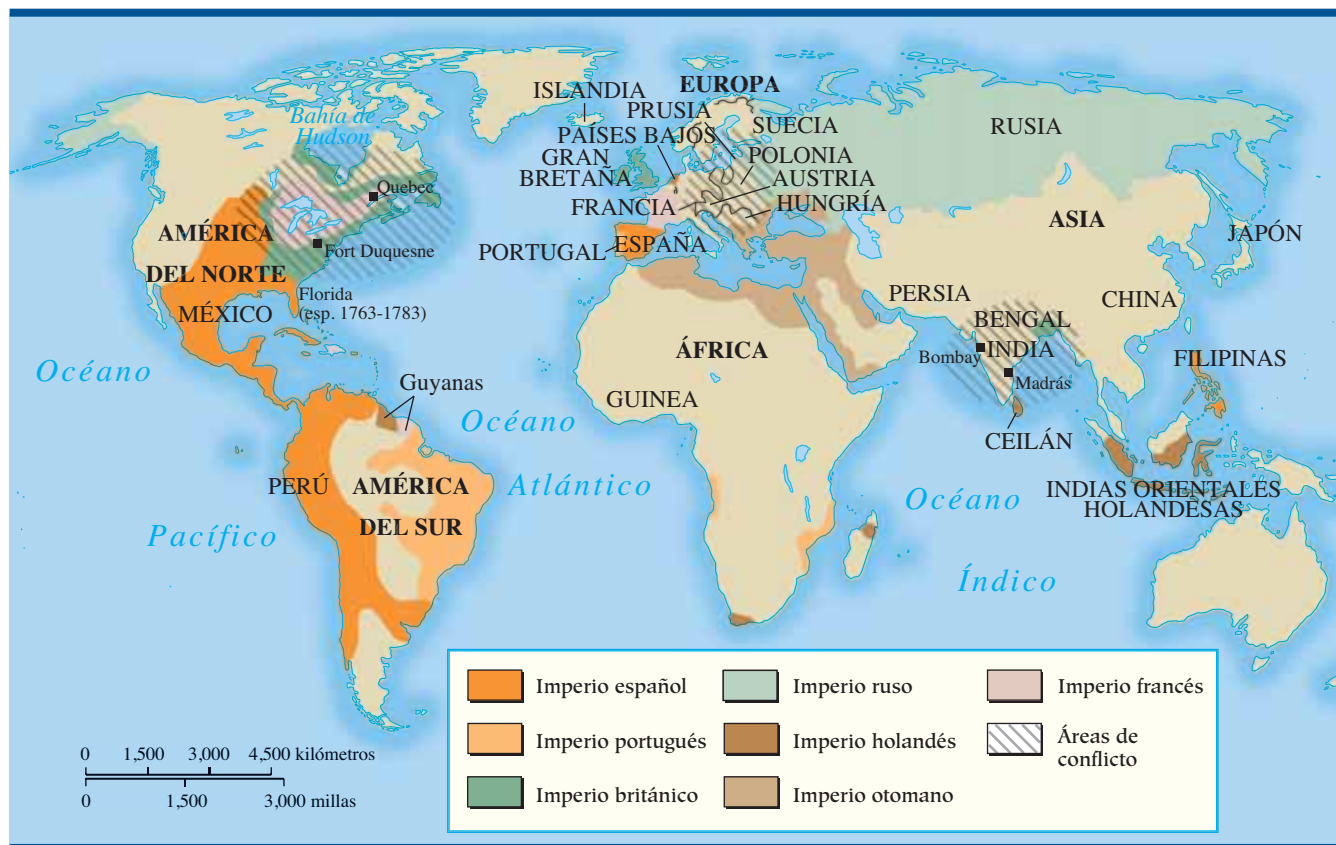 Bahía de
Hudson
ISLANDIA
EUROPA
PRUSIA
PAÍSES BAJOS
SUECIA
RUSIA
GRAN
BRETAÑA
POLONIA
AUSTRIA
HUNGRÍA
FRANCIA
Quebec
AMÉRICA
DEL NORTE
Fort Duquesne
PORTUGAL
ESPAÑA
ASIA
JAPÓN
Florida
(esp. 1763-1783)
MÉXICO
PERSIA
CHINA
BENGAL
Bombay
INDIA
Madrás
FILIPINAS
ÁFRICA
Océano
Guyanas
GUINEA
Océano
CEILÁN
PERÚ
AMÉRICA
DEL SUR
Atlántico
Océano
INDIAS ORIENTALES
HOLANDESAS
Pacífico
Índico
Imperio español
Imperio ruso
Imperio francés
Imperio portugués
Imperio holandés
Áreas de
conflicto
Imperio británico
Imperio otomano
0 1,500 3,000 4,500 kilómetros
0 1,500 3,000 millas